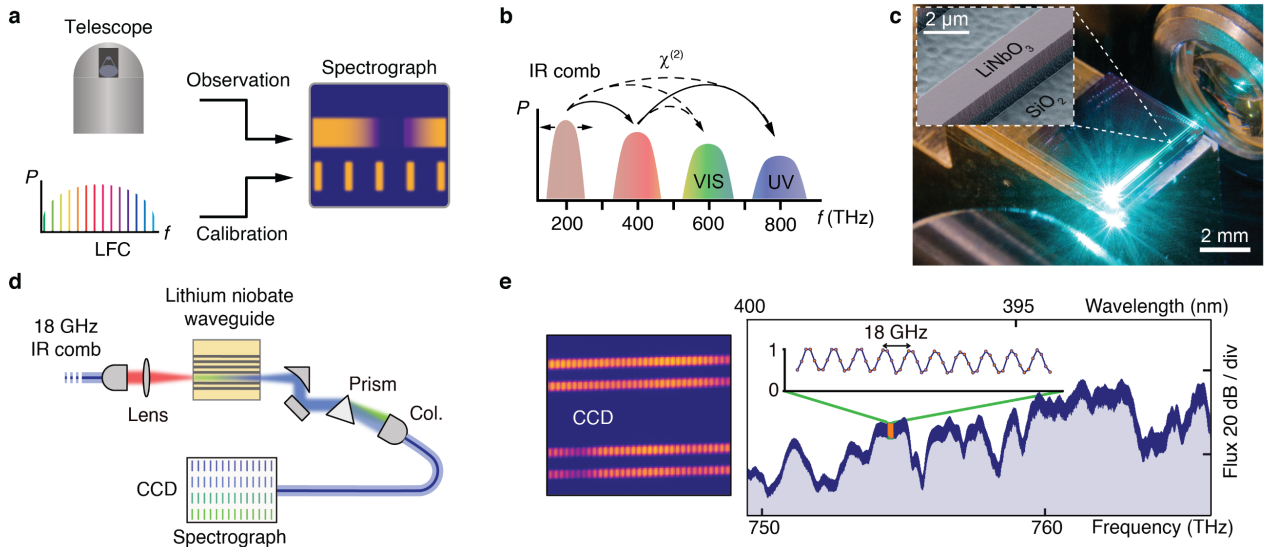 a
Telescope
Observation
Spectrograph
P
f
LFC
Calibration
b
IR comb
χ(2)
P
VIS
UV
200
400
600
800
f (THz)
c
2 μm
LiNbO3
SiO2
2 mm
d
Lithium niobate
waveguide
18 GHz
IR comb
Lens
Prism
Col.
CCD
Spectrograph
e
CCD
400
395
Wavelength (nm)
18 GHz
1
0
Flux 20 dB / div
750
760
Frequency (THz)